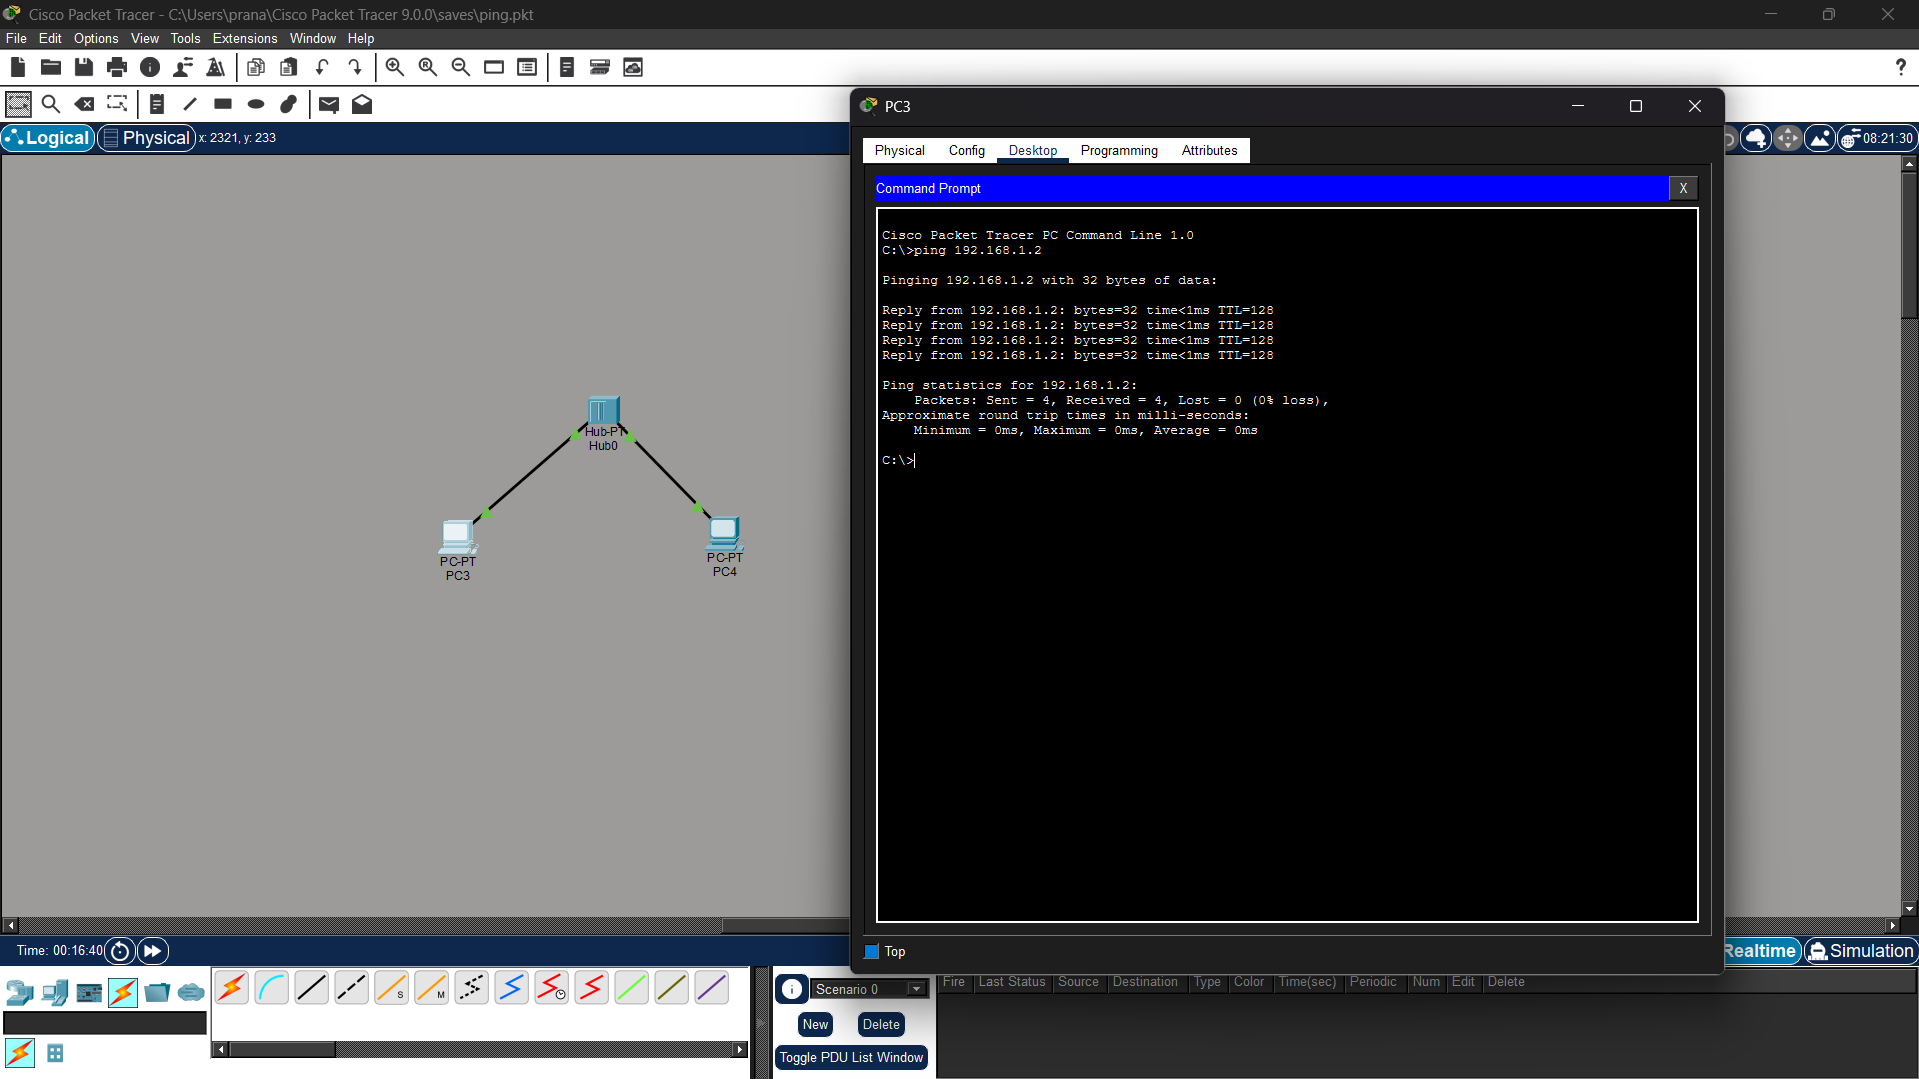 Cisco Packet Tracer - C:\Users\prana\Cisco Packet Tracer 9.0.0\saves\ping.pkt
File Edit Options View Tools Extensions Window Help
?
Logical Physical x: 2321, y: 233
08:21:30
PC3
Physical Config Desktop Programming Attributes
Command Prompt
X
Cisco Packet Tracer PC Command Line 1.0
C:\>ping 192.168.1.2
Pinging 192.168.1.2 with 32 bytes of data:
Reply from 192.168.1.2: bytes=32 time<1ms TTL=128
Reply from 192.168.1.2: bytes=32 time<1ms TTL=128
Reply from 192.168.1.2: bytes=32 time<1ms TTL=128
Reply from 192.168.1.2: bytes=32 time<1ms TTL=128
Ping statistics for 192.168.1.2:
Packets: Sent = 4, Received = 4, Lost = 0 (0% loss),
Approximate round trip times in milli-seconds:
Minimum = 0ms, Maximum = 0ms, Average = 0ms
C:\>
Top
Hub-PT
Hub0
PC-PT
PC3
PC-PT
PC4
Time: 00:16:40
Realtime Simulation
S
M
Scenario 0
New Delete
Toggle PDU List Window
Fire Last Status Source Destination Type Color Time(sec) Periodic Num Edit Delete